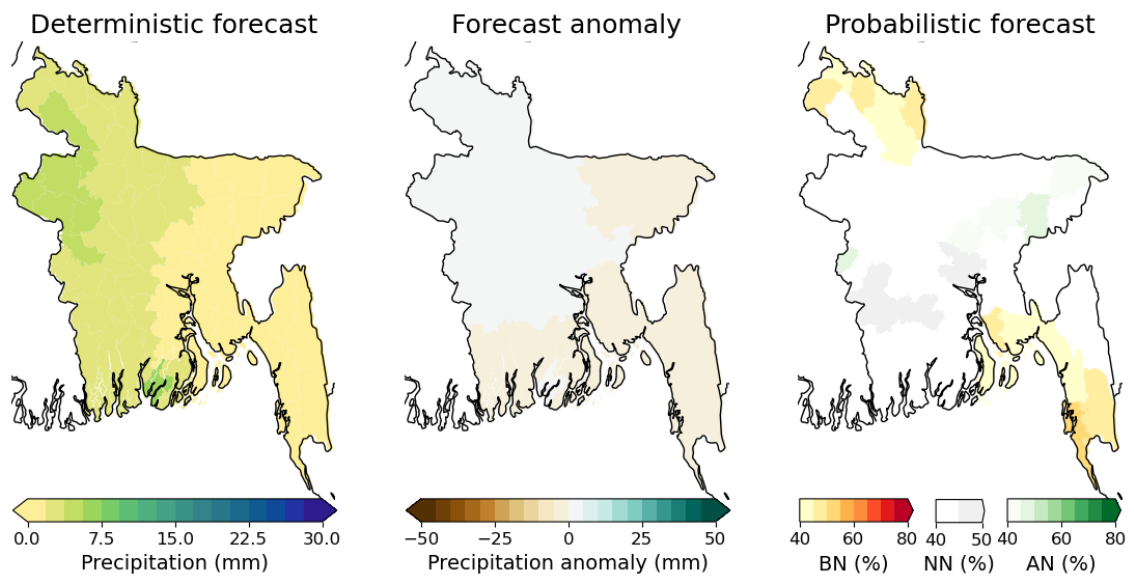 Deterministic forecast
Forecast anomaly
Probabilistic forecast
0.0 7.5 15.0 22.5 30.0
Precipitation (mm)
−50 −25 0 25 50
Precipitation anomaly (mm)
40 60 80
BN (%)
40 50
NN (%)
40 60 80
AN (%)